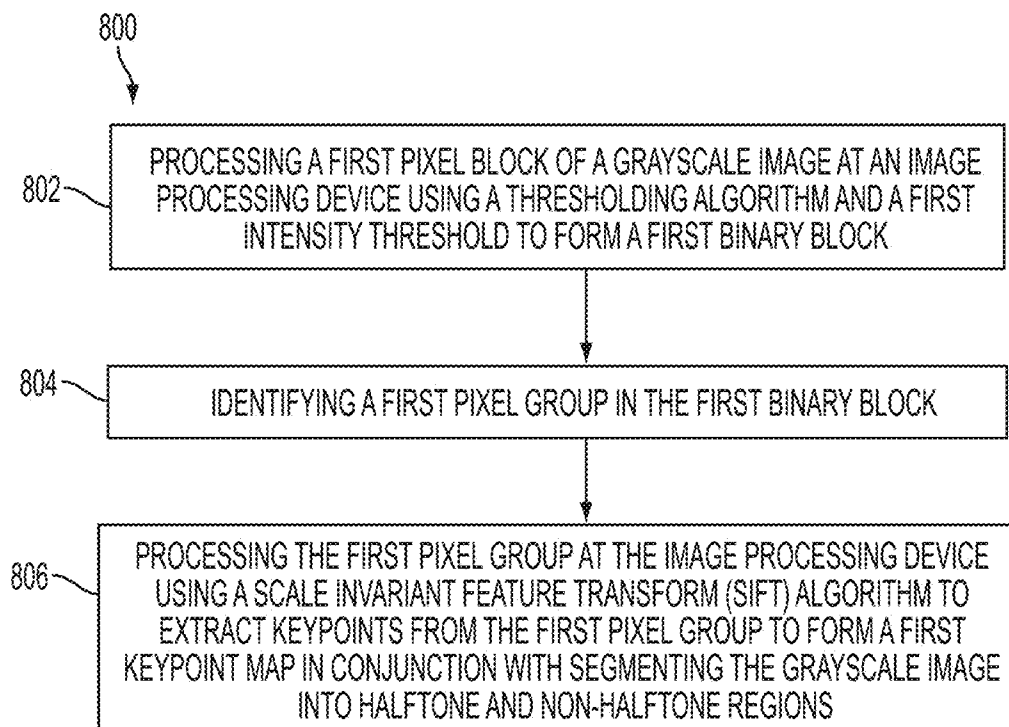 800
802
PROCESSING A FIRST PIXEL BLOCK OF A GRAYSCALE IMAGE AT AN IMAGE
PROCESSING DEVICE USING A THRESHOLDING ALGORITHM AND A FIRST
INTENSITY THRESHOLD TO FORM A FIRST BINARY BLOCK
804
IDENTIFYING A FIRST PIXEL GROUP IN THE FIRST BINARY BLOCK
806
PROCESSING THE FIRST PIXEL GROUP AT THE IMAGE PROCESSING DEVICE
USING A SCALE INVARIANT FEATURE TRANSFORM (SIFT) ALGORITHM TO
EXTRACT KEYPOINTS FROM THE FIRST PIXEL GROUP TO FORM A FIRST
KEYPOINT MAP IN CONJUNCTION WITH SEGMENTING THE GRAYSCALE IMAGE
INTO HALFTONE AND NON-HALFTONE REGIONS